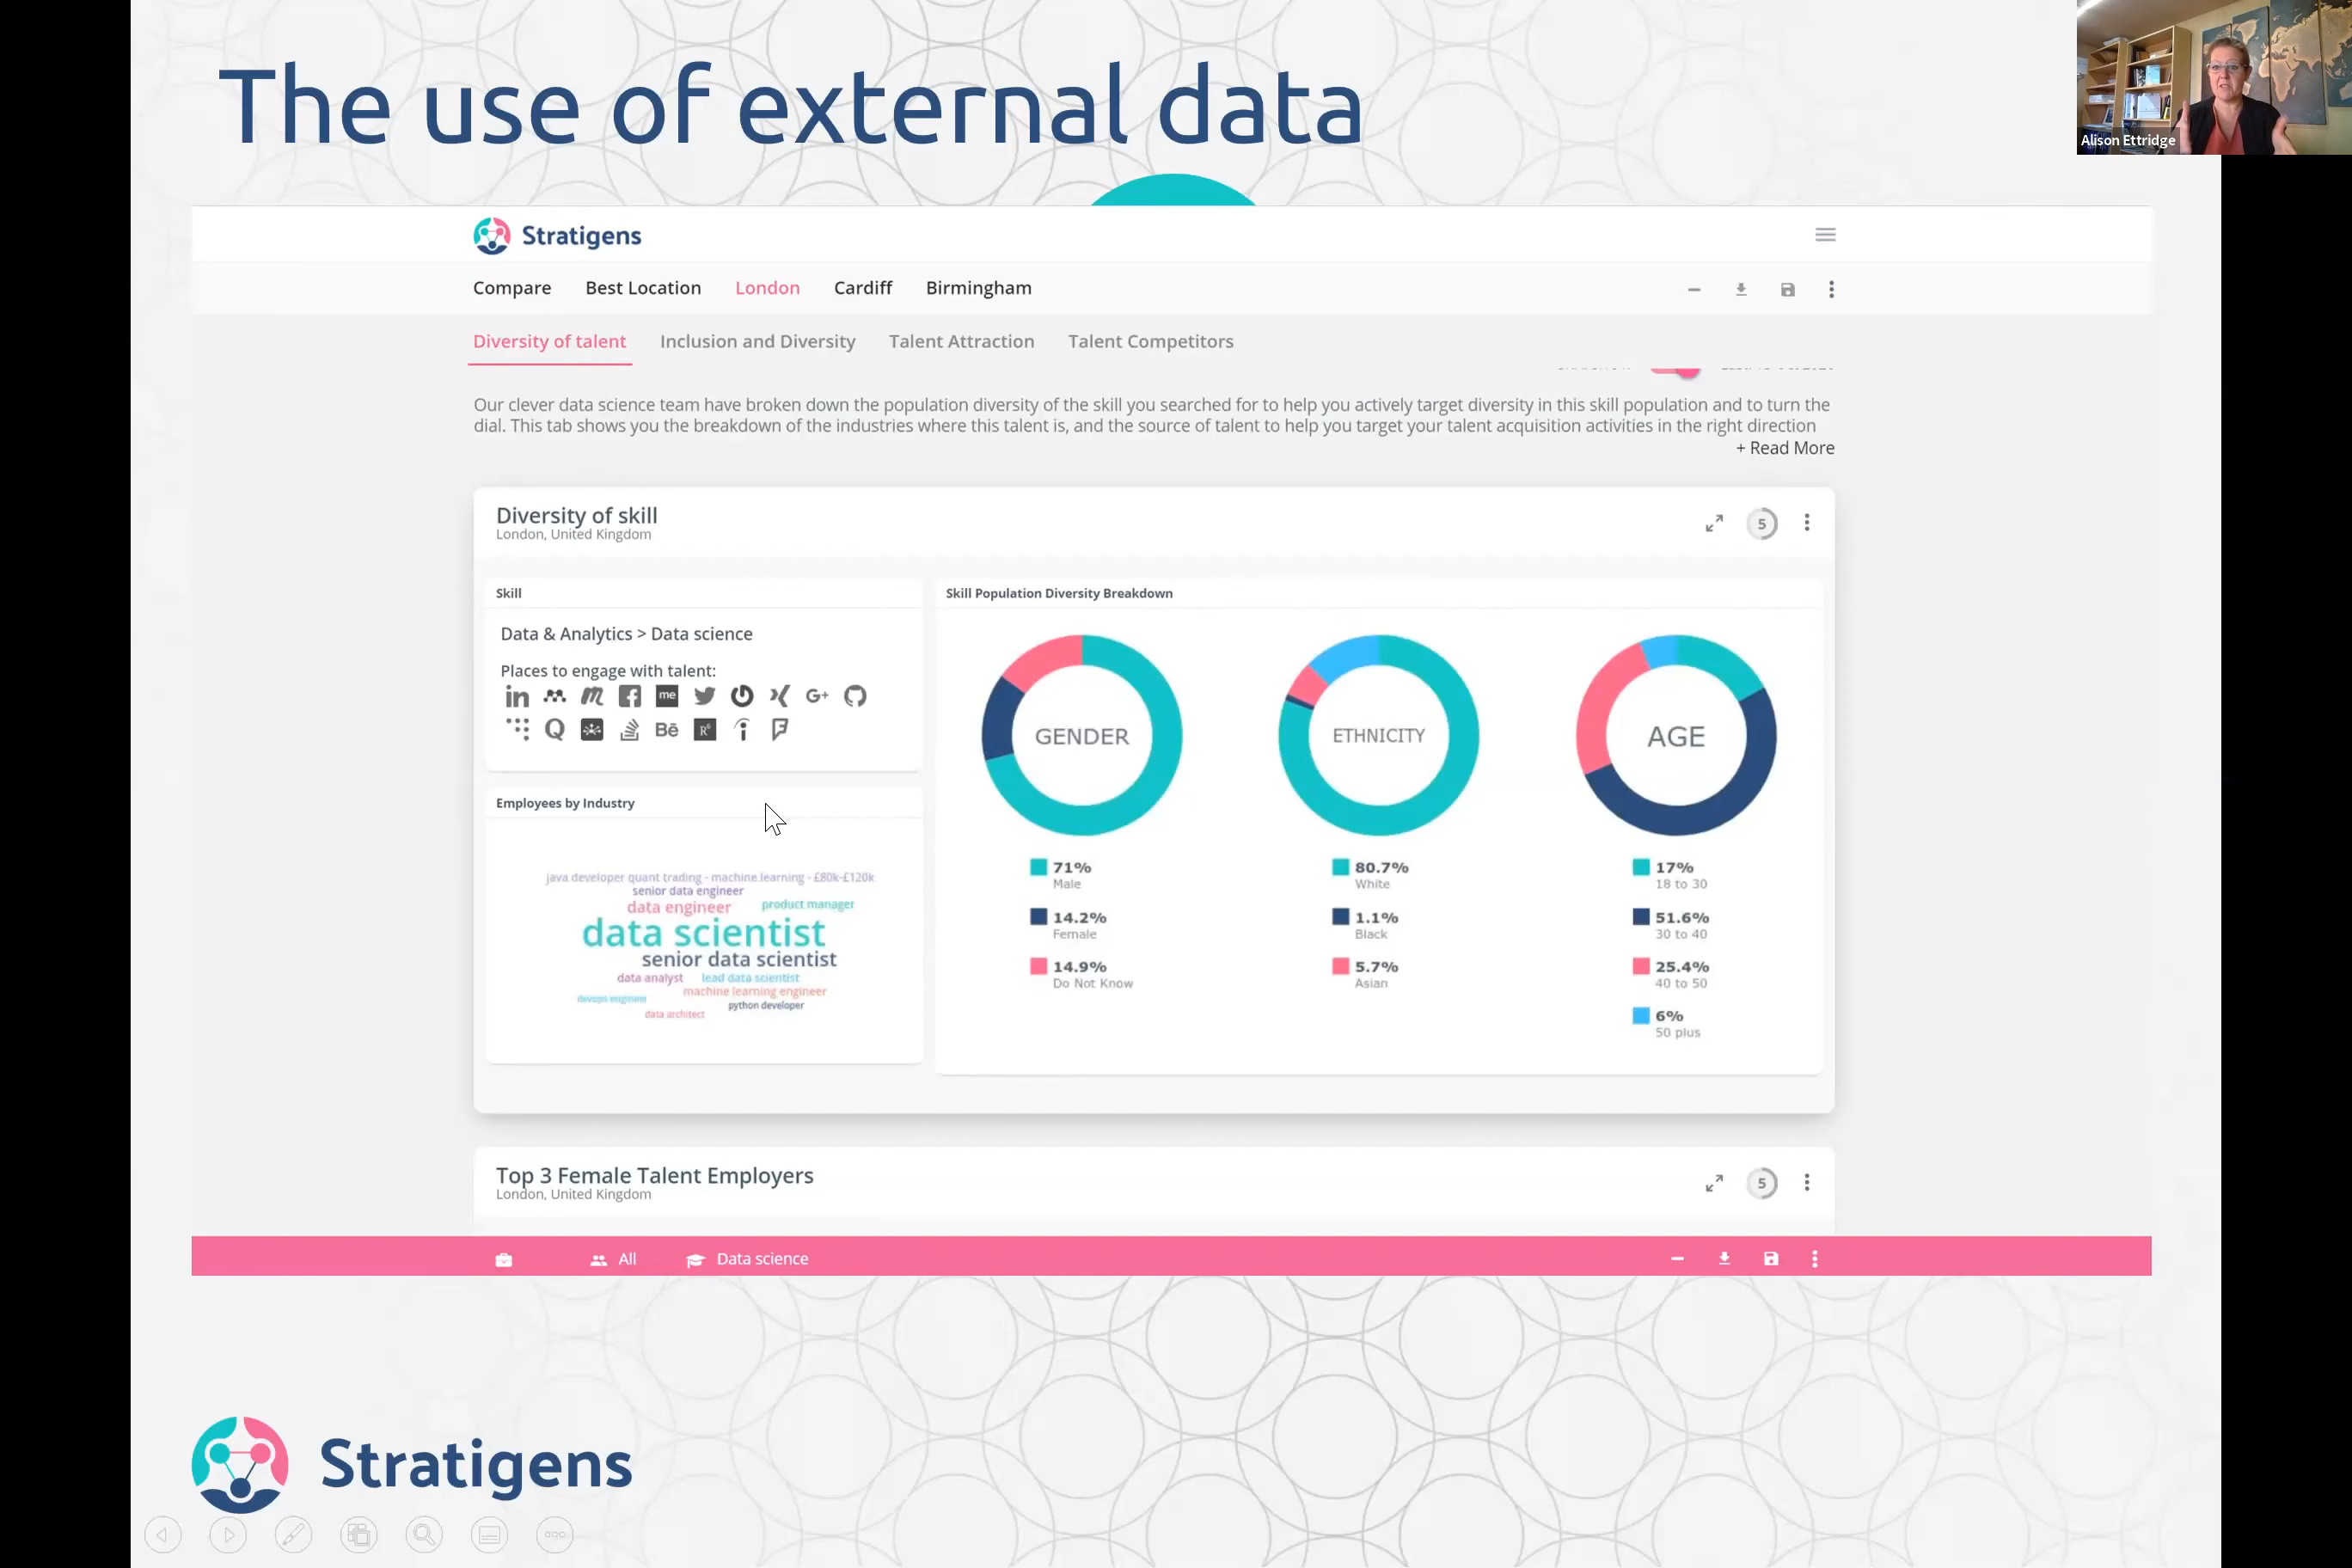 The use of external data
Alison Ettridge
Stratigens
Compare Best Location London Cardiff Birmingham
Diversity of talent Inclusion and Diversity Talent Attraction Talent Competitors
Our clever data science team have broken down the population diversity of the skill you searched for to help you actively target diversity in this skill population and to turn the
dial. This tab shows you the breakdown of the industries where this talent is, and the source of talent to help you target your talent acquisition activities in the right direction
+ Read More
Diversity of skill
London, United Kingdom
5
Skill
Data & Analytics > Data science
Places to engage with talent:
in me
G+
Q Bē R
Employees by Industry
java developer quant trading - machine learning - £80k-£120k
senior data engineer
data engineer product manager
data scientist
senior data scientist
data analyst lead data scientist
machine learning engineer
devops engineer python developer
data architect
Skill Population Diversity Breakdown
GENDER
71%
Male
14.2%
Female
14.9%
Do Not Know
ETHNICITY
80.7%
White
1.1%
Black
5.7%
Asian
AGE
17%
18 to 30
51.6%
30 to 40
25.4%
40 to 50
6%
50 plus
Top 3 Female Talent Employers
London, United Kingdom
5
All Data science
Stratigens